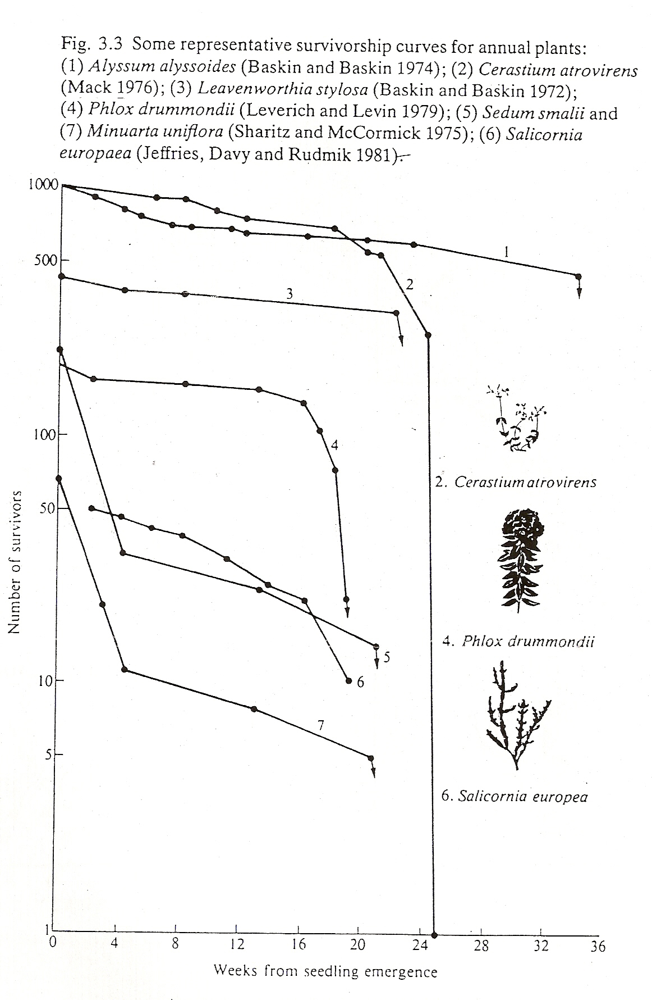 Fig. 3.3 Some representative survivorship curves for annual plants:
(1) Alyssum alyssoides (Baskin and Baskin 1974); (2) Cerastium atrovirens
(Mack 1976); (3) Leavenworthia stylosa (Baskin and Baskin 1972);
(4) Phlox drummondii (Leverich and Levin 1979); (5) Sedum smalii and
(7) Minuarta uniflora (Sharitz and McCormick 1975); (6) Salicornia
europaea (Jeffries, Davy and Rudmik 1981).
1000
500
100
50
10
5
1
Number of survivors
1
2
3
4
5
6
7
2. Cerastium atrovirens
4. Phlox drummondii
6. Salicornia europea
0 4 8 12 16 20 24 28 32 36
Weeks from seedling emergence